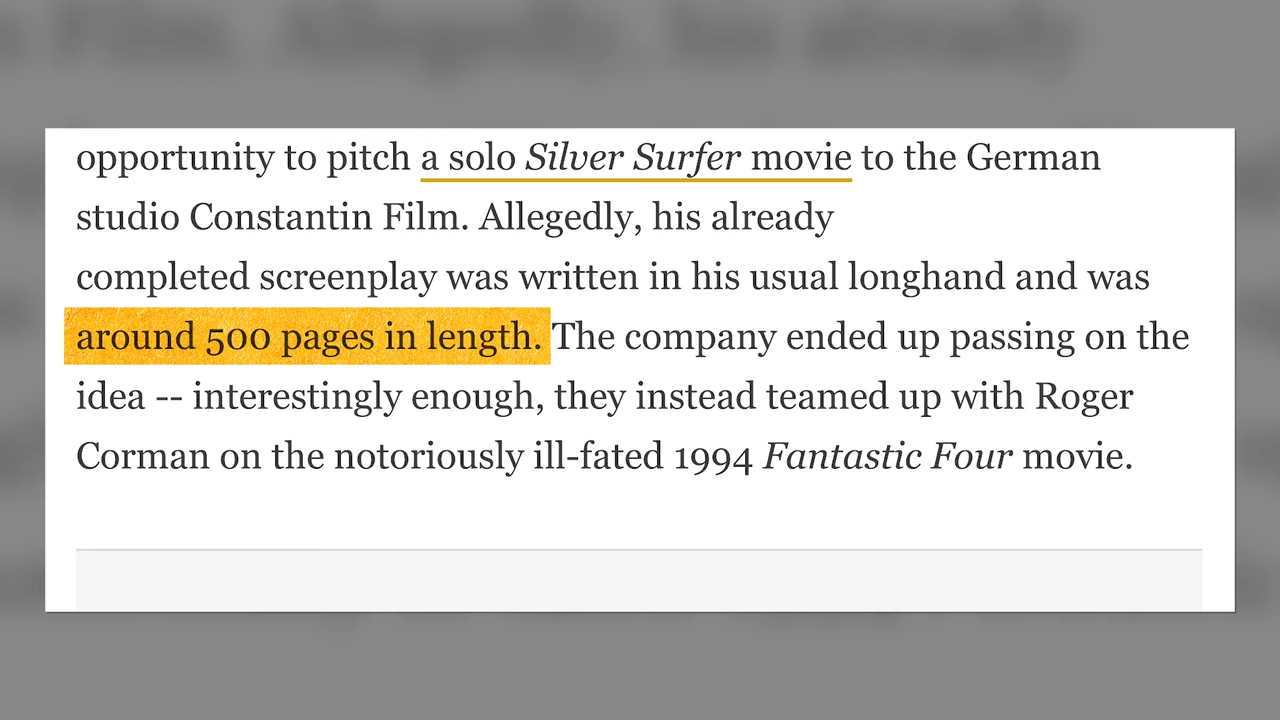 opportunity to pitch a solo Silver Surfer movie to the German
studio Constantin Film. Allegedly, his already
completed screenplay was written in his usual longhand and was
around 500 pages in length. The company ended up passing on the
idea -- interestingly enough, they instead teamed up with Roger
Corman on the notoriously ill-fated 1994 Fantastic Four movie.